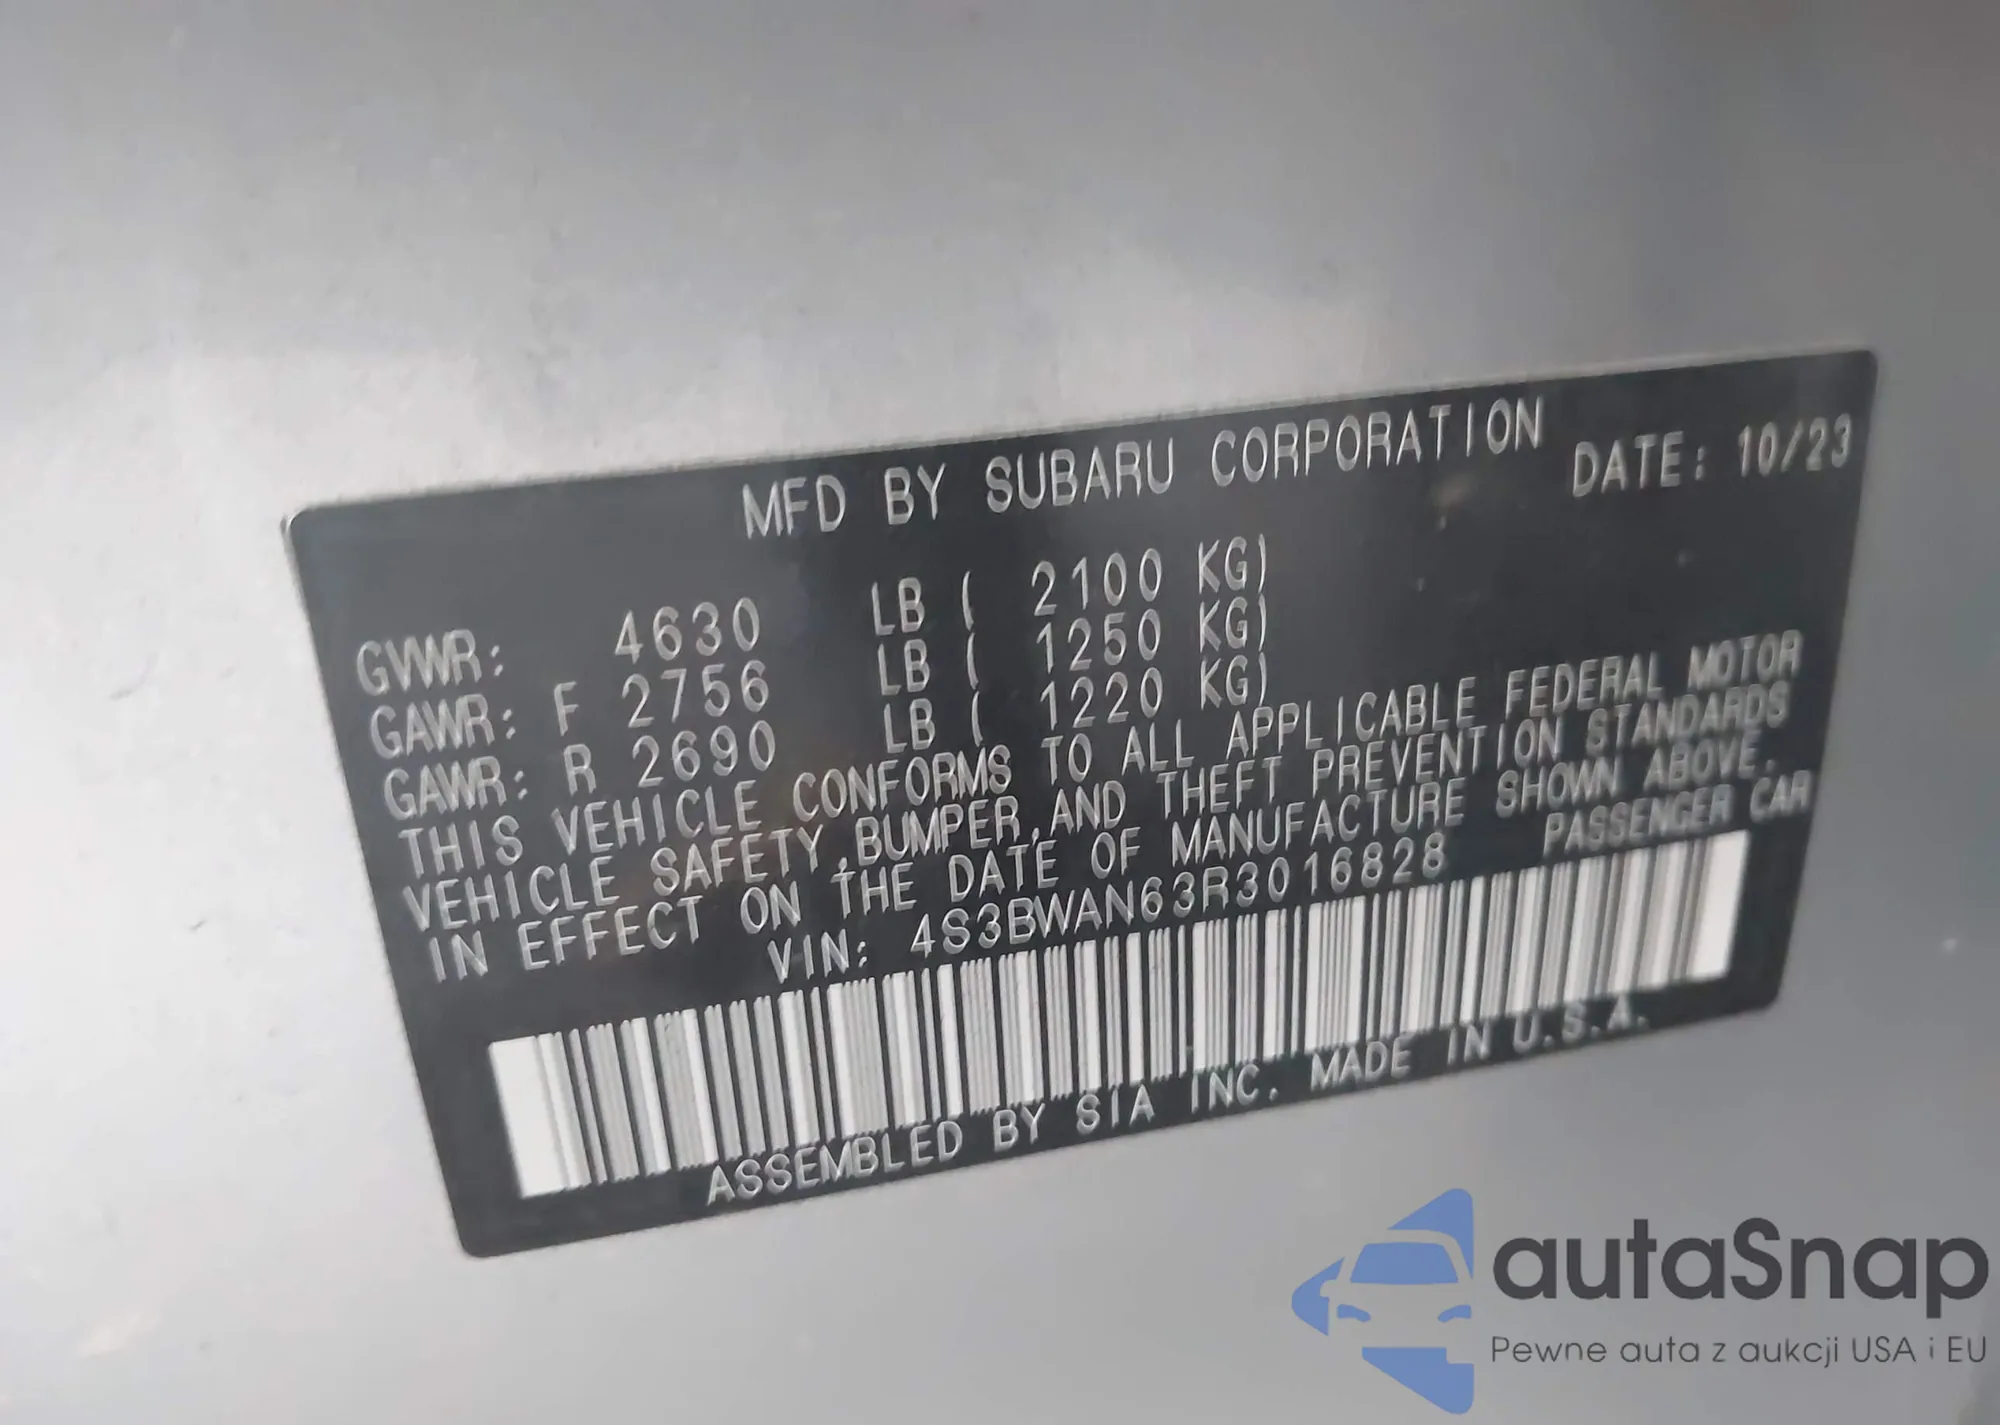 MFD BY SUBARU CORPORATION DATE: 10/23
GVWR: 4630 LB ( 2100 KG)
GAWR: F 2756 LB ( 1250 KG)
GAWR: R 2690 LB ( 1220 KG)
THIS VEHICLE CONFORMS TO ALL APPLICABLE FEDERAL MOTOR
VEHICLE SAFETY,BUMPER,AND THEFT PREVENTION STANDARDS
IN EFFECT ON THE DATE OF MANUFACTURE SHOWN ABOVE.
VIN: 4S3BWAN63R3016828 PASSENGER CAR
ASSEMBLED BY SIA INC. MADE IN U.S.A.
autaSnap
Pewne auta z aukcji USA i EU